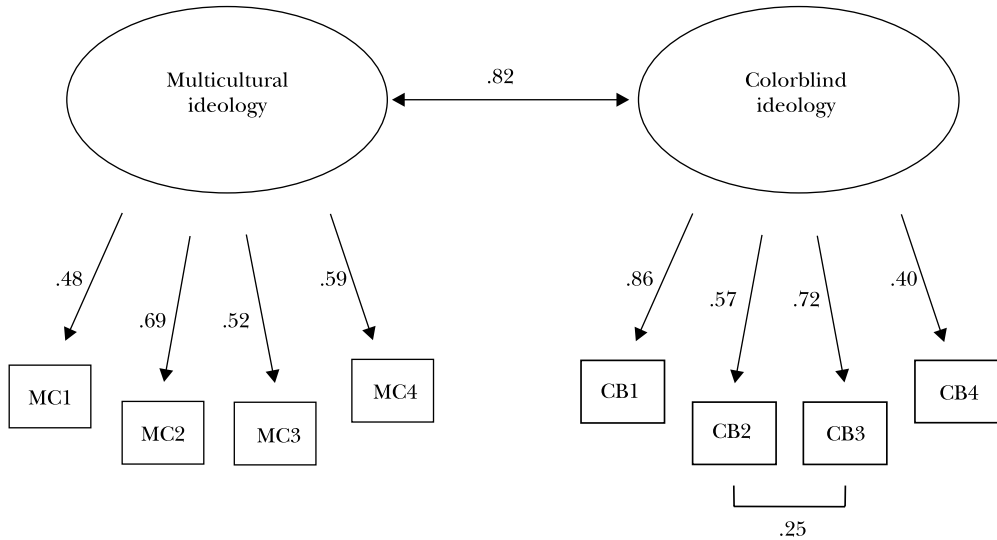 Multicultural
ideology
.82
Colorblind
ideology
.48
.69
.52
.59
.86
.57
.72
.40
MC1
MC2
MC3
MC4
CB1
CB2
CB3
CB4
.25